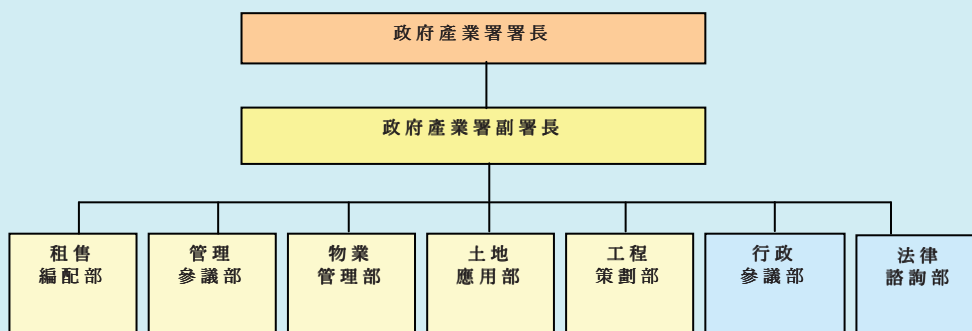 政府產業署署長
政府產業署副署長
租售
編配部
管理
參議部
物業
管理部
土地
應用部
工程
策劃部
行政
參議部
法律
諮詢部